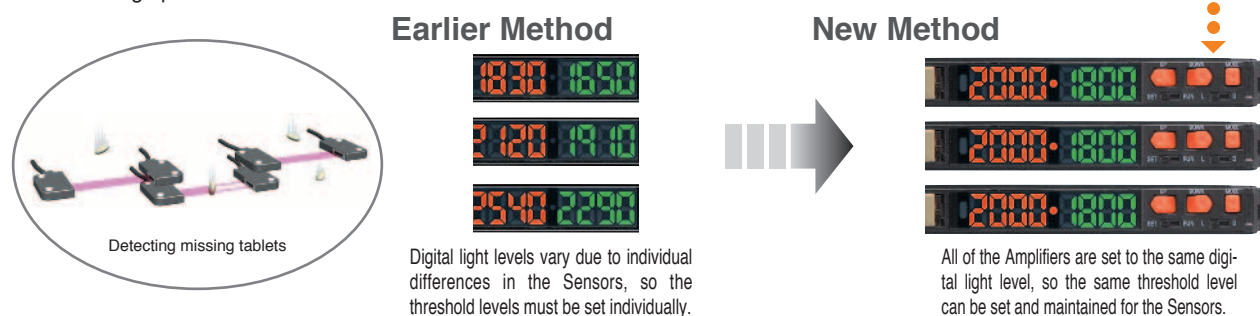 Earlier Method
New Method
1830 1650
2120 1910
2540 2290
2000 1800
2000 1800
2000 1800
Detecting missing tablets
Digital light levels vary due to individual
differences in the Sensors, so the
threshold levels must be set individually.
All of the Amplifiers are set to the same digi-
tal light level, so the same threshold level
can be set and maintained for the Sensors.